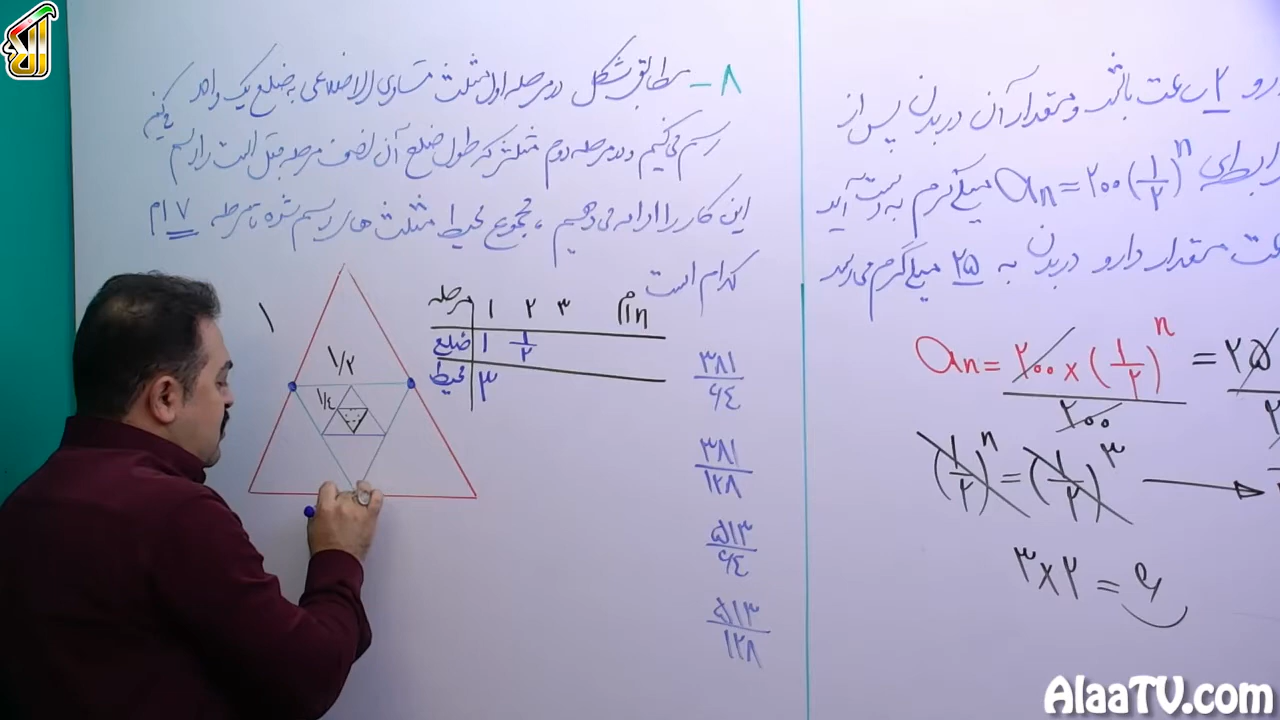 ۸ - مطابق شکل در مرحله اول مثلث متساوی الاضلاعی به ضلع یک واحد
رسم می‌کنیم و در مرحله دوم مثلثی که طول ضلع آن نصف مرحله قبل است را رسم می‌کنیم
این کار را ادامه می‌دهیم ، مجموع محیط مثلث های رسم شده تا مرحله ۷ ام
کدام است
مرحله ۱ ۲ ۳ nام
ضلع ۱ ۱/۲
محیط ۳
۱
۱/۲
۱/۴
۳۸۱/۶۴
۳۸۱/۱۲۸
۵۱۳/۶۴
۵۱۳/۱۲۸
۲ ساعت باشد و مقدار آن در بدن پس از
رابطه‌ی an = ۲۰۰(۱/۲)^n میلی‌گرم به دست آید
مقدار دارو در بدن به ۲۵ میلی‌گرم می‌رسد
an = ۲۰۰ × (۱/۲)^n = ۲۵
۲۰۰
(۱/۲)^n = (۱/۲)^۳
۳ × ۲ = ۶
AlaaTV.com